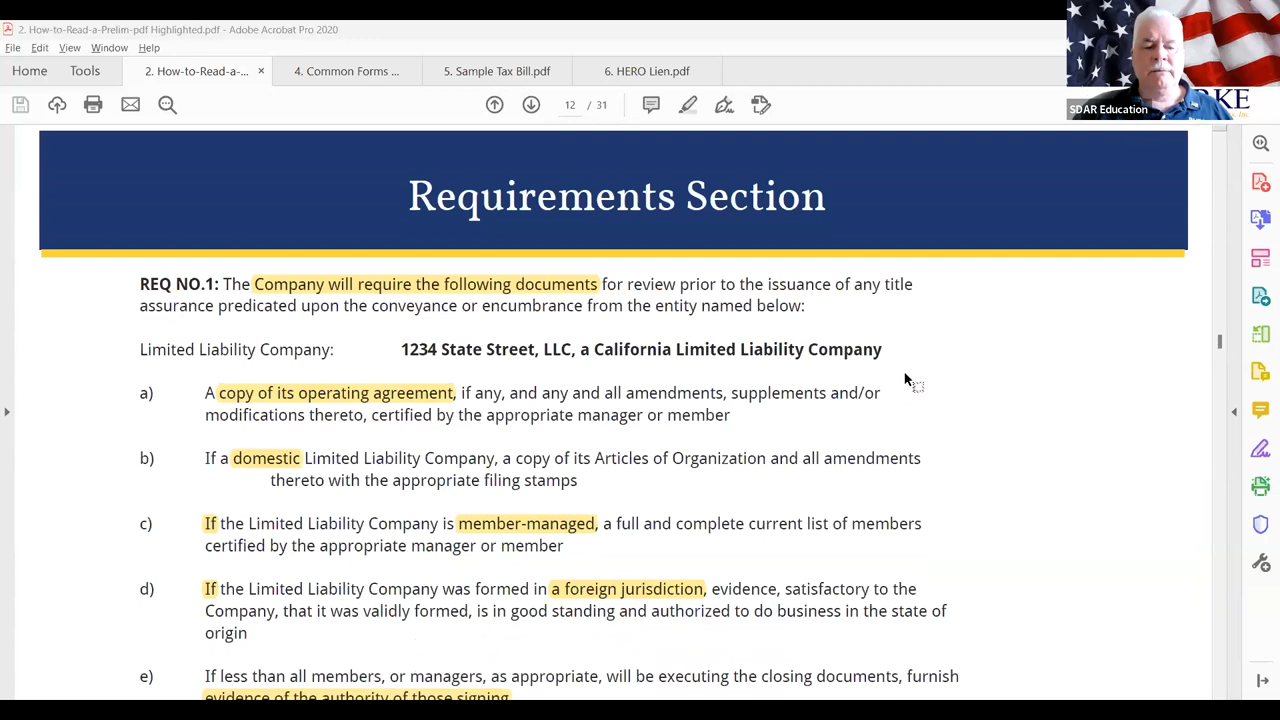 2. How-to-Read-a-Prelim-pdf Highlighted.pdf - Adobe Acrobat Pro 2020
File Edit View Window Help
Home Tools 2. How-to-Read-a-... × 4. Common Forms ... 5. Sample Tax Bill.pdf 6. HERO Lien.pdf
12 / 31
SDAR Education
RKE
Requirements Section
REQ NO.1: The Company will require the following documents for review prior to the issuance of any title
assurance predicated upon the conveyance or encumbrance from the entity named below:
Limited Liability Company: 1234 State Street, LLC, a California Limited Liability Company
a) A copy of its operating agreement, if any, and any and all amendments, supplements and/or
modifications thereto, certified by the appropriate manager or member
b) If a domestic Limited Liability Company, a copy of its Articles of Organization and all amendments
thereto with the appropriate filing stamps
c) If the Limited Liability Company is member-managed, a full and complete current list of members
certified by the appropriate manager or member
d) If the Limited Liability Company was formed in a foreign jurisdiction, evidence, satisfactory to the
Company, that it was validly formed, is in good standing and authorized to do business in the state of
origin
e) If less than all members, or managers, as appropriate, will be executing the closing documents, furnish
evidence of the authority of those signing